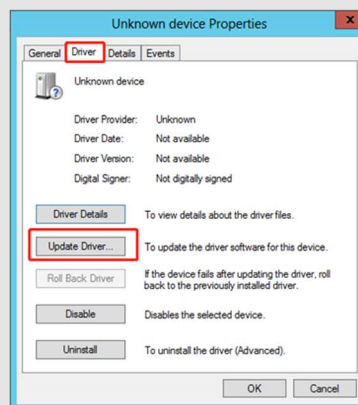 Unknown device Properties
x
General Driver Details Events
Unknown device
Driver Provider: Unknown
Driver Date: Not available
Driver Version: Not available
Digital Signer: Not digitally signed
Driver Details To view details about the driver files.
Update Driver... To update the driver software for this device.
Roll Back Driver If the device fails after updating the driver, roll
back to the previously installed driver.
Disable Disables the selected device.
Uninstall To uninstall the driver (Advanced).
OK Cancel